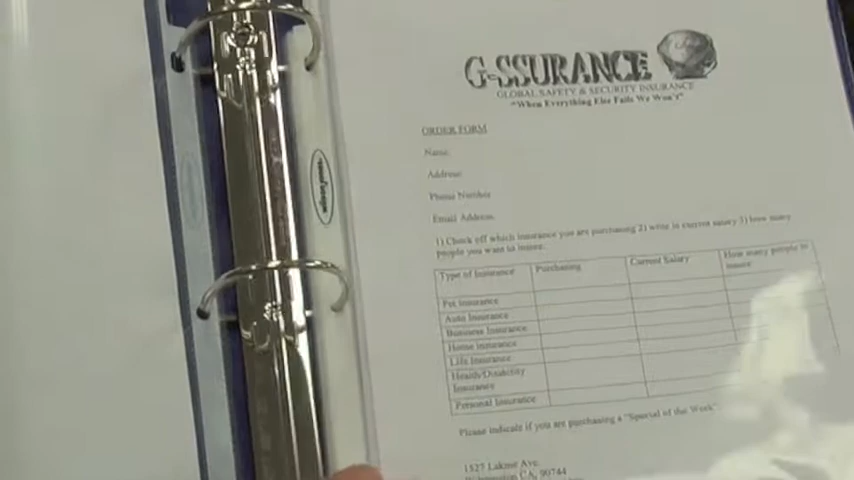 G-SSURANCE
GLOBAL SAFETY & SECURITY INSURANCE
"When Everything Else Fails We Won't"
ORDER FORM
Name:
Address:
Phone Number
Email Address:
1) Check off which insurance you are purchasing 2) write in current salary 3) how many
people you want to insure.
Type of Insurance Purchasing Current Salary How many people to insure
Pet Insurance
Auto Insurance
Business Insurance
Home Insurance
Life Insurance
Health/Disability
Insurance
Personal Insurance
Please indicate if you are purchasing a "Special of the Week"
1527 Lakme Ave.
CA, 90744